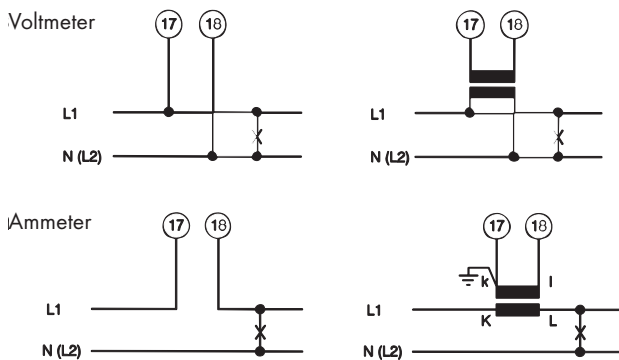 Voltmeter
17 18 17 18
L1 L1
N (L2) N (L2)
Ammeter
17 18 17 18
k l
L1 L1
K L
N (L2) N (L2)